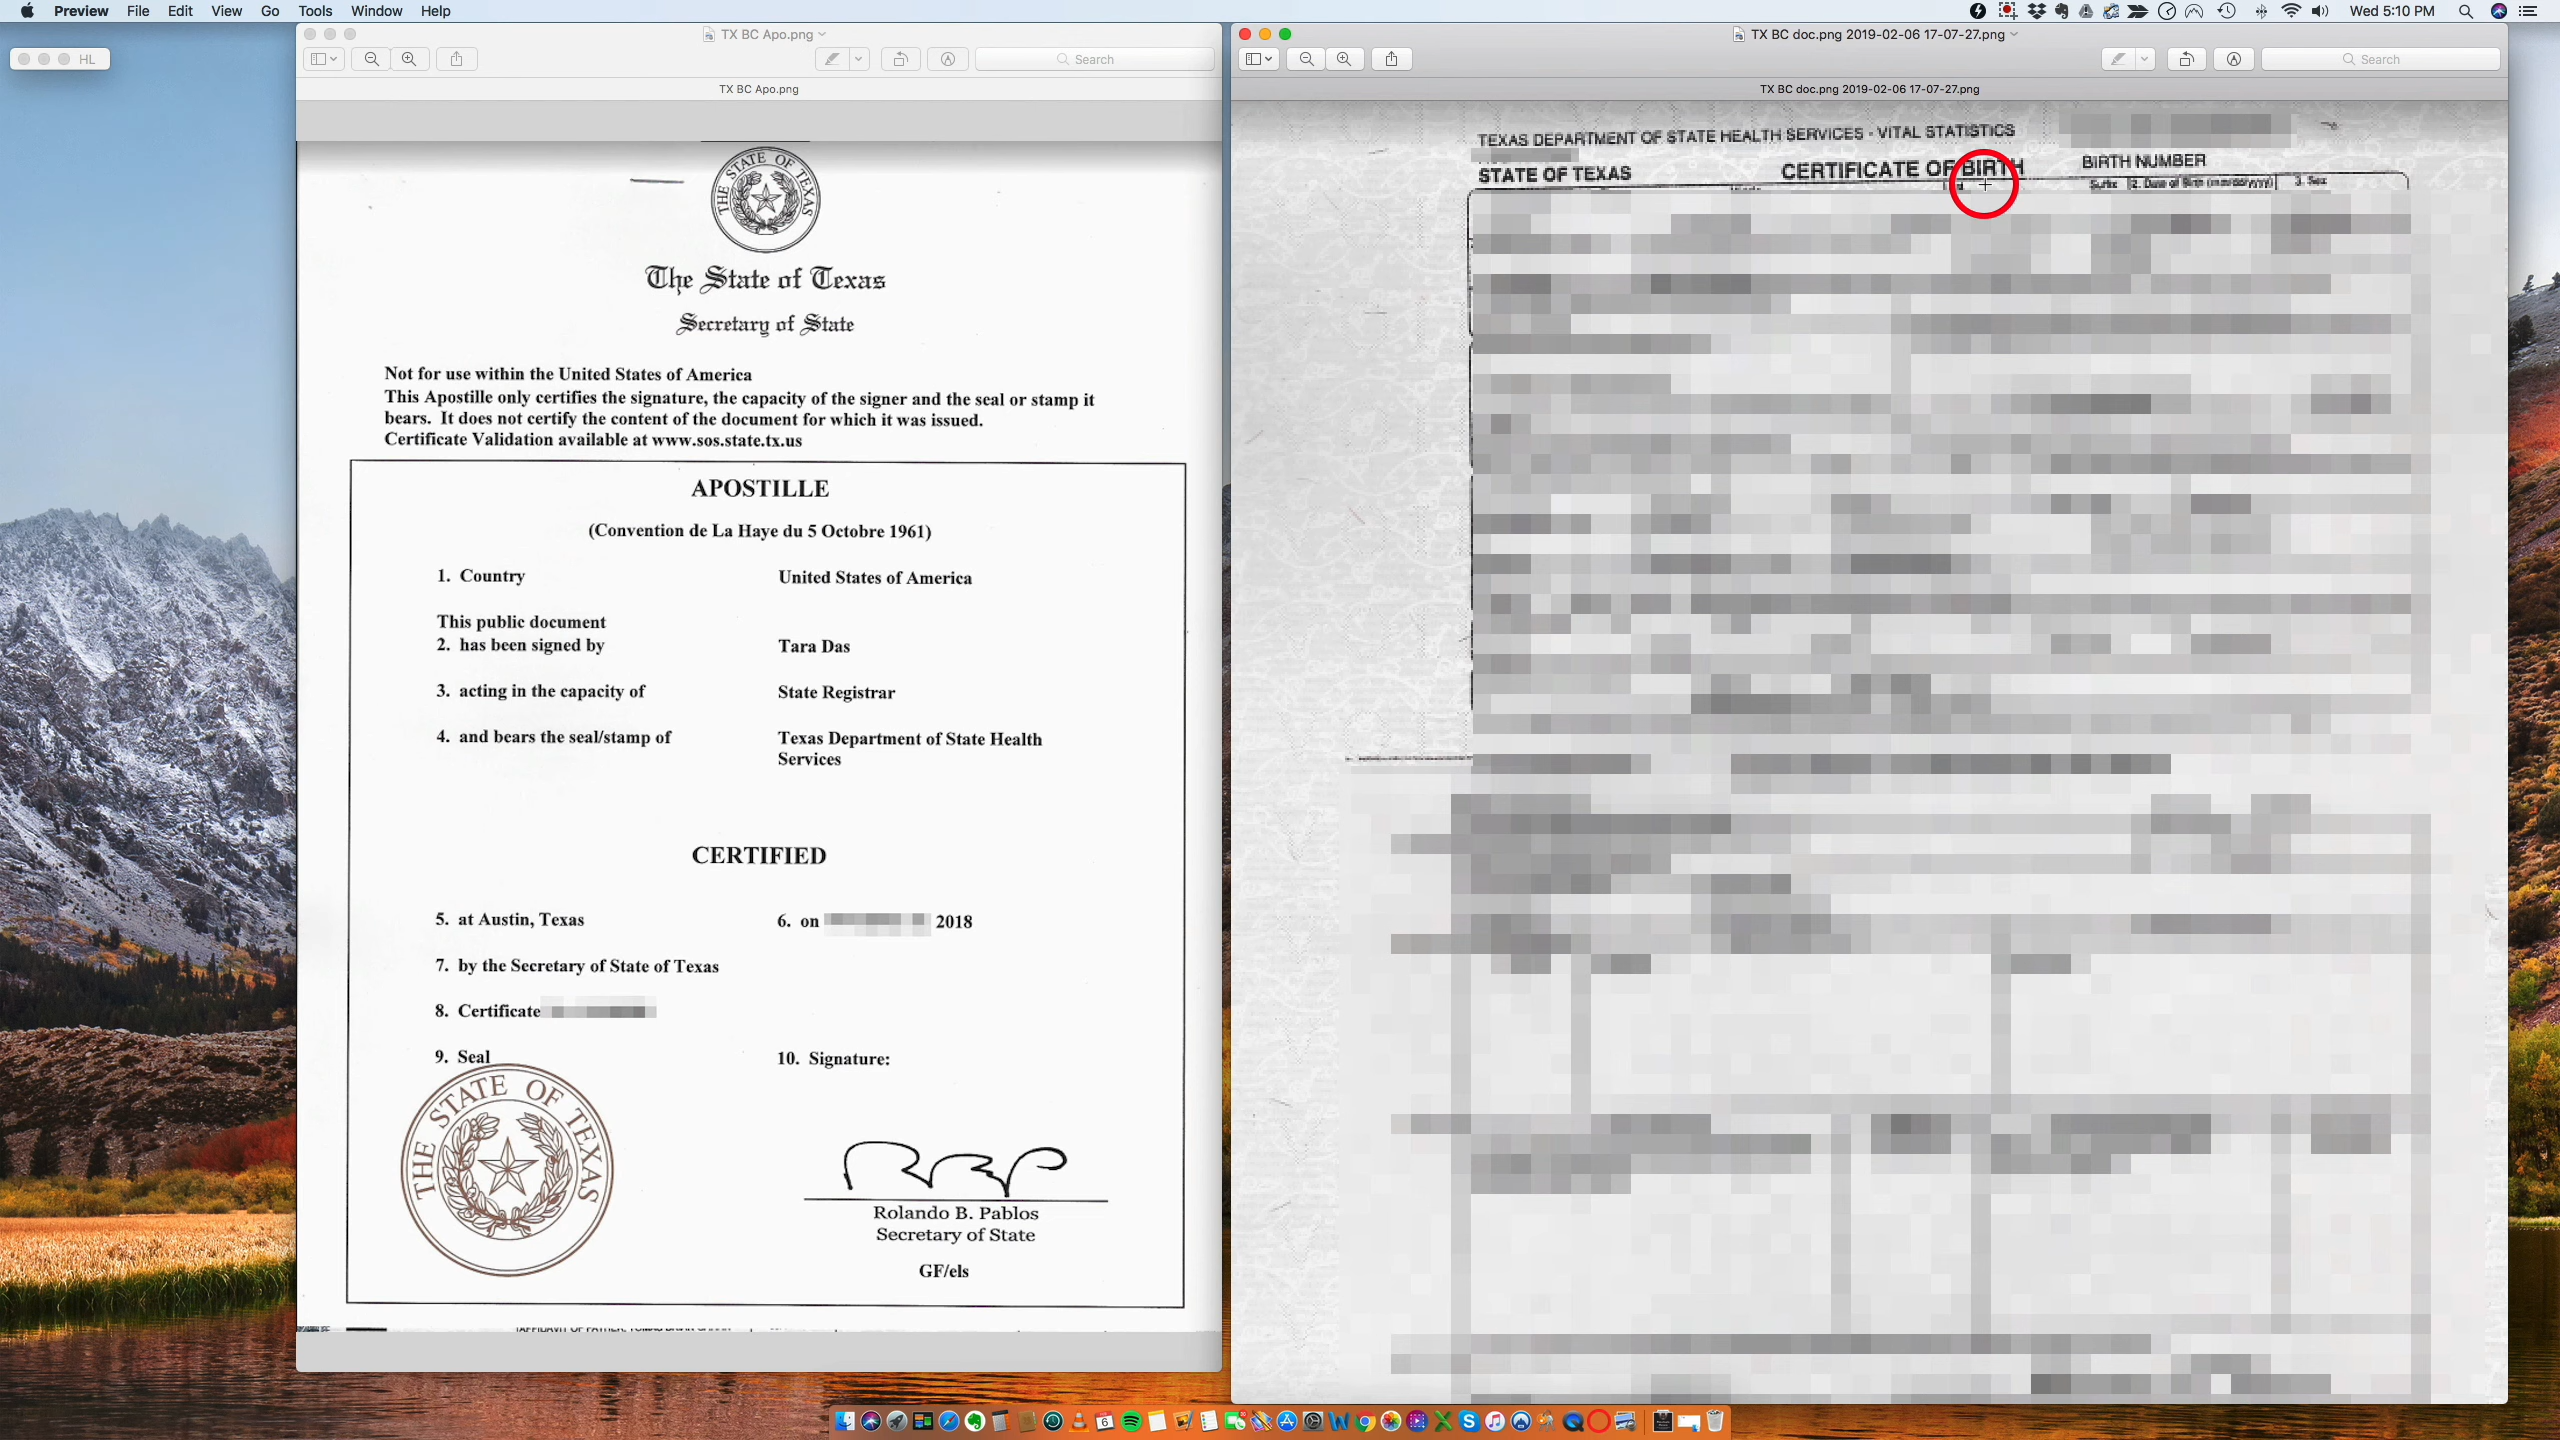 Preview File Edit View Go Tools Window Help
Wed 5:10 PM
HL
TX BC Apo.png
Search
TX BC Apo.png
THE STATE OF TEXAS
The State of Texas
Secretary of State
Not for use within the United States of America
This Apostille only certifies the signature, the capacity of the signer and the seal or stamp it
bears. It does not certify the content of the document for which it was issued.
Certificate Validation available at www.sos.state.tx.us
APOSTILLE
(Convention de La Haye du 5 Octobre 1961)
1. Country United States of America
This public document
2. has been signed by Tara Das
3. acting in the capacity of State Registrar
4. and bears the seal/stamp of Texas Department of State Health
Services
CERTIFIED
5. at Austin, Texas 6. on 2018
7. by the Secretary of State of Texas
8. Certificate
9. Seal 10. Signature:
THE STATE OF TEXAS
Rolando B. Pablos
Secretary of State
GF/els
TX BC doc.png 2019-02-06 17-07-27.png
Search
TX BC doc.png 2019-02-06 17-07-27.png
TEXAS DEPARTMENT OF STATE HEALTH SERVICES - VITAL STATISTICS
STATE OF TEXAS CERTIFICATE OF BIRTH BIRTH NUMBER
Suffix 2. Date of Birth (mm/dd/yyyy) 3. Sex